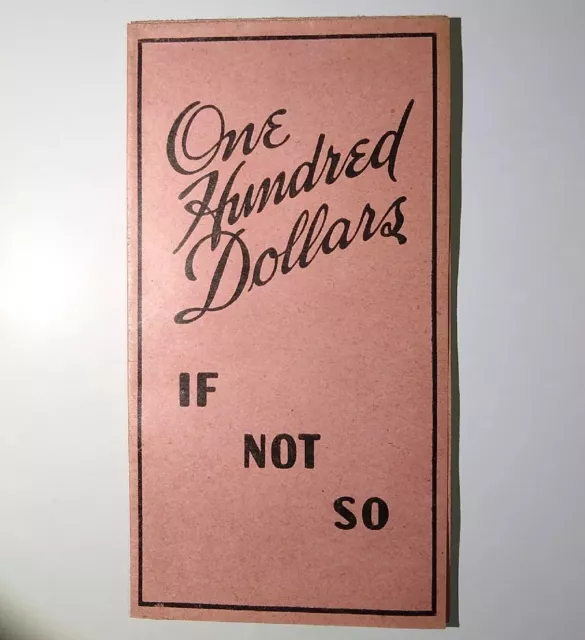 One
Hundred
Dollars
IF
NOT
SO